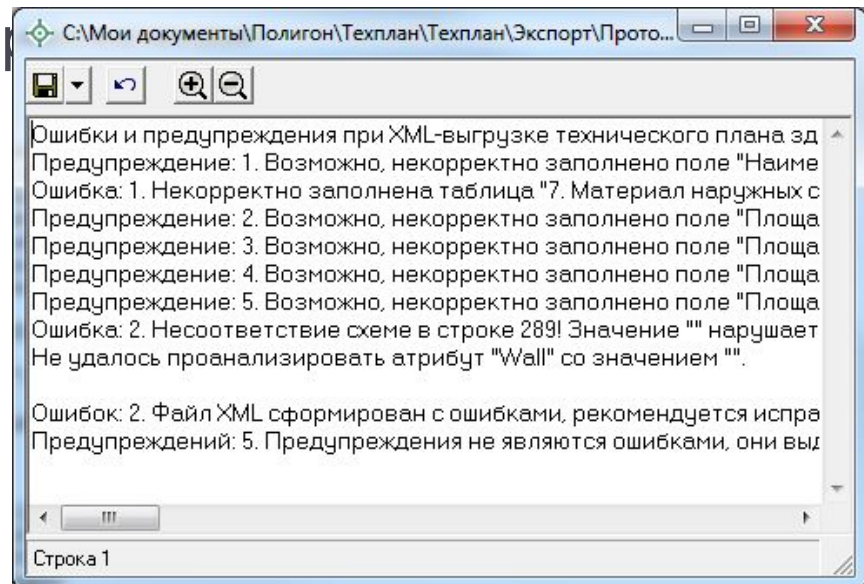 С:\Мои документы\Полигон\Техплан\Техплан\Экспорт\Прото...
Ошибки и предупреждения при XML-выгрузке технического плана зд
Предупреждение: 1. Возможно, некорректно заполнено поле "Наиме
Ошибка: 1. Некорректно заполнена таблица "7. Материал наружных с
Предупреждение: 2. Возможно, некорректно заполнено поле "Площа
Предупреждение: 3. Возможно, некорректно заполнено поле "Площа
Предупреждение: 4. Возможно, некорректно заполнено поле "Площа
Предупреждение: 5. Возможно, некорректно заполнено поле "Площа
Ошибка: 2. Несоответствие схеме в строке 289! Значение "" нарушает
Не удалось проанализировать атрибут "Wall" со значением "".
Ошибок: 2. Файл XML сформирован с ошибками, рекомендуется испра
Предупреждений: 5. Предупреждения не являются ошибками, они выд
Строка 1